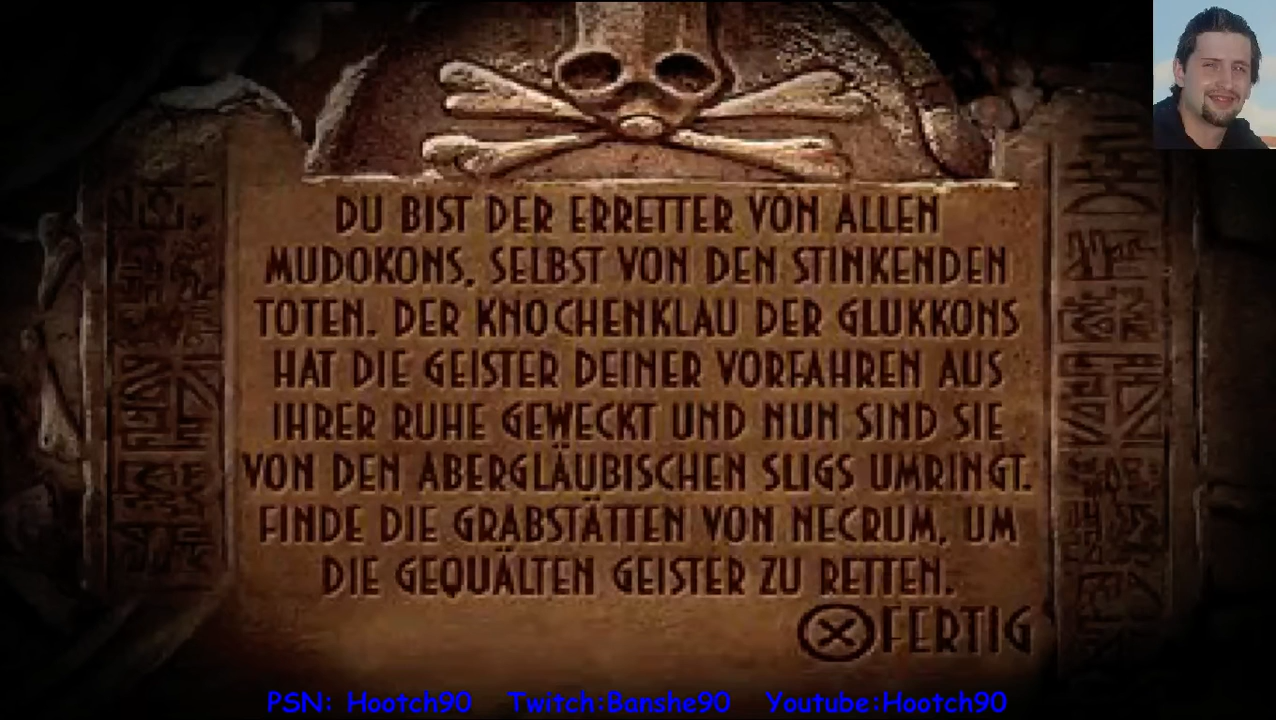 DU BIST DER ERRETTER VON ALLEN
MUDOKONS, SELBST VON DEN STINKENDEN
TOTEN. DER KNOCHENKLAU DER GLUKKONS
HAT DIE GEISTER DEINER VORFAHREN AUS
IHRER RUHE GEWECKT UND NUN SIND SIE
VON DEN ABERGLÄUBISCHEN SLIGS UMRINGT.
FINDE DIE GRABSTÄTTEN VON NECRUM, UM
DIE GEQUÄLTEN GEISTER ZU RETTEN.
FERTIG
PSN: Hootch90 Twitch:Banshe90 Youtube:Hootch90